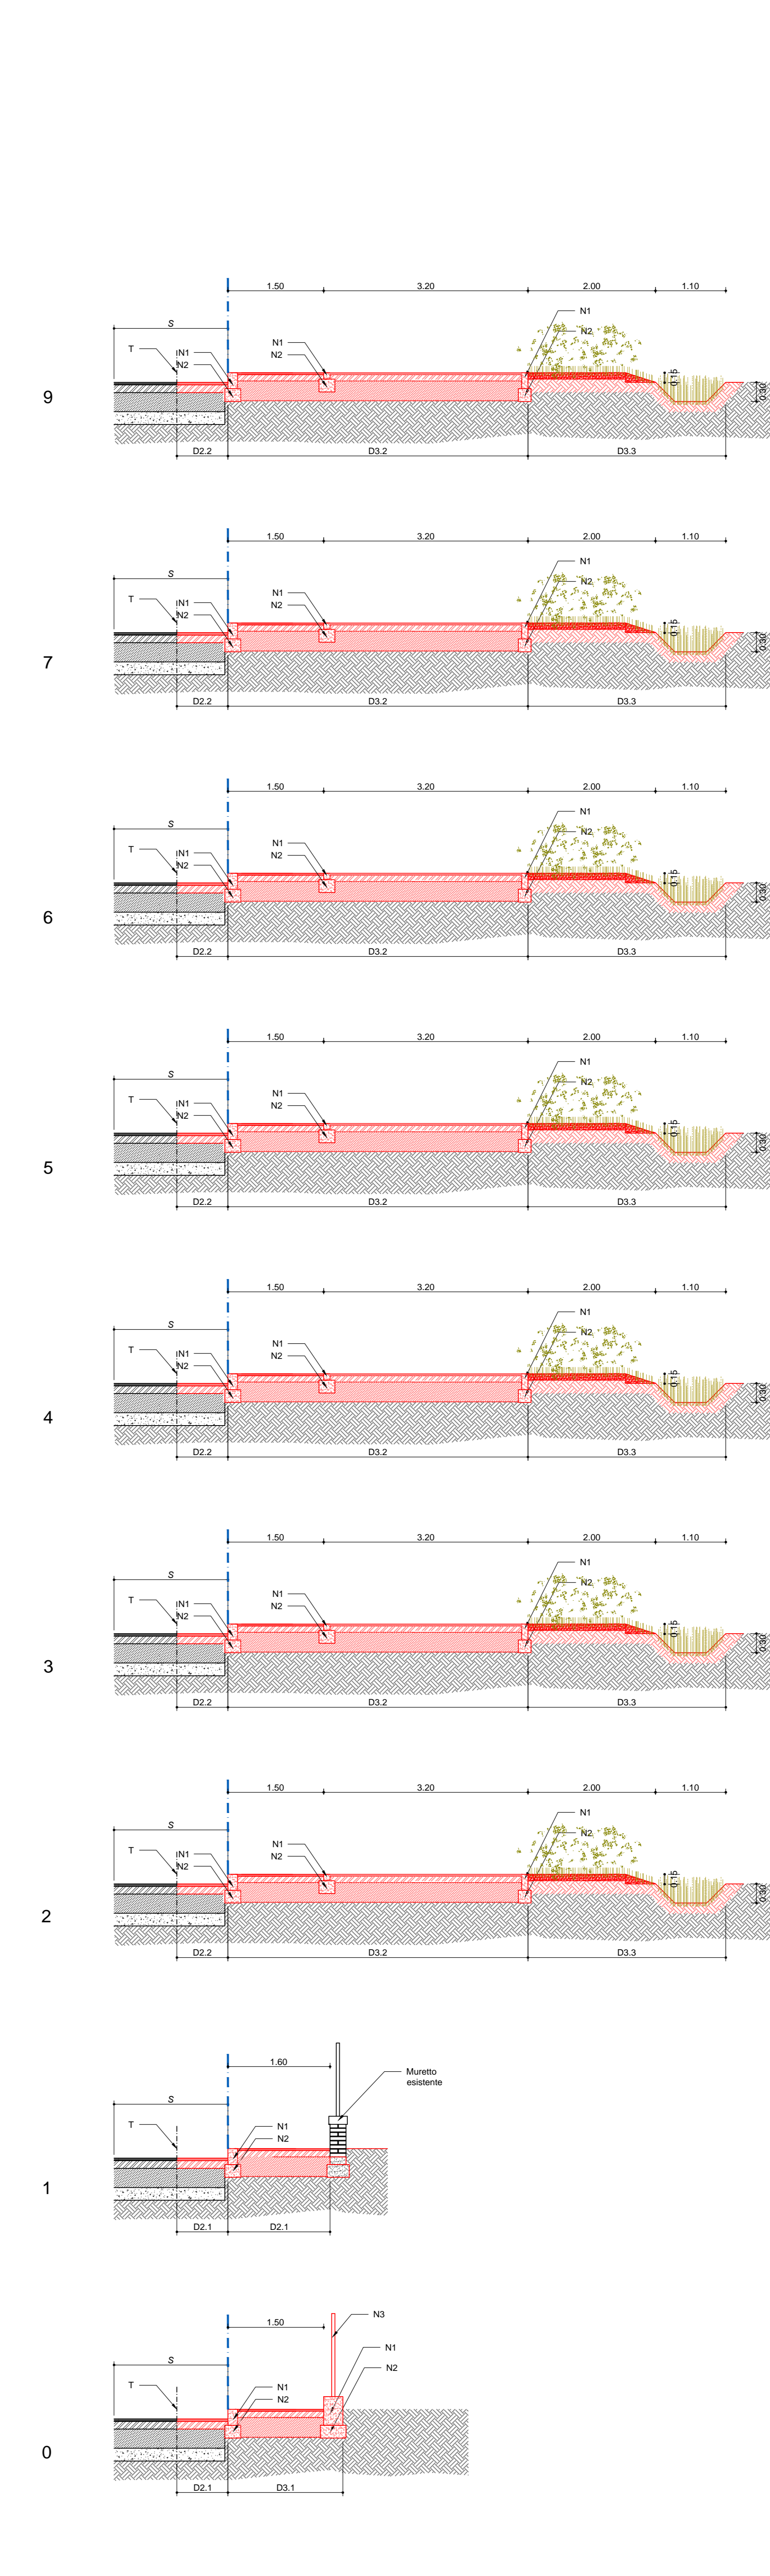 1.50 3.20 2.00 1.10
S
N1
T N1 N1 N2
N2 N2
0.15
0.30
9
D2.2 D3.2 D3.3
1.50 3.20 2.00 1.10
S
N1
T N1 N1 N2
N2 N2
0.15
0.30
7
D2.2 D3.2 D3.3
1.50 3.20 2.00 1.10
S
N1
T N1 N1 N2
N2 N2
0.15
0.30
6
D2.2 D3.2 D3.3
1.50 3.20 2.00 1.10
S
N1
T N1 N1 N2
N2 N2
0.15
0.30
5
D2.2 D3.2 D3.3
1.50 3.20 2.00 1.10
S
N1
T N1 N1 N2
N2 N2
0.15
0.30
4
D2.2 D3.2 D3.3
1.50 3.20 2.00 1.10
S
N1
T N1 N1 N2
N2 N2
0.15
0.30
3
D2.2 D3.2 D3.3
1.50 3.20 2.00 1.10
S
N1
T N1 N1 N2
N2 N2
0.15
0.30
2
D2.2 D3.2 D3.3
1.60
Muretto
esistente
S
T N1
N2
1
D2.1 D2.1
N3
1.50
N1
S
N2
T N1
N2
0
D2.1 D3.1